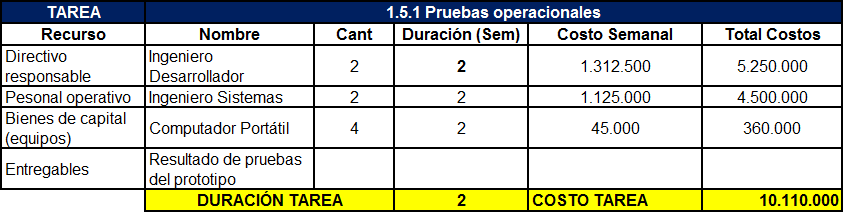 TAREA 1.5.1 Pruebas operacionales
Recurso Nombre Cant Duración (Sem) Costo Semanal Total Costos
Directivo responsable Ingeniero Desarrollador 2 2 1.312.500 5.250.000
Pesonal operativo Ingeniero Sistemas 2 2 1.125.000 4.500.000
Bienes de capital (equipos) Computador Portátil 4 2 45.000 360.000
Entregables Resultado de pruebas del prototipo
DURACIÓN TAREA 2 COSTO TAREA 10.110.000